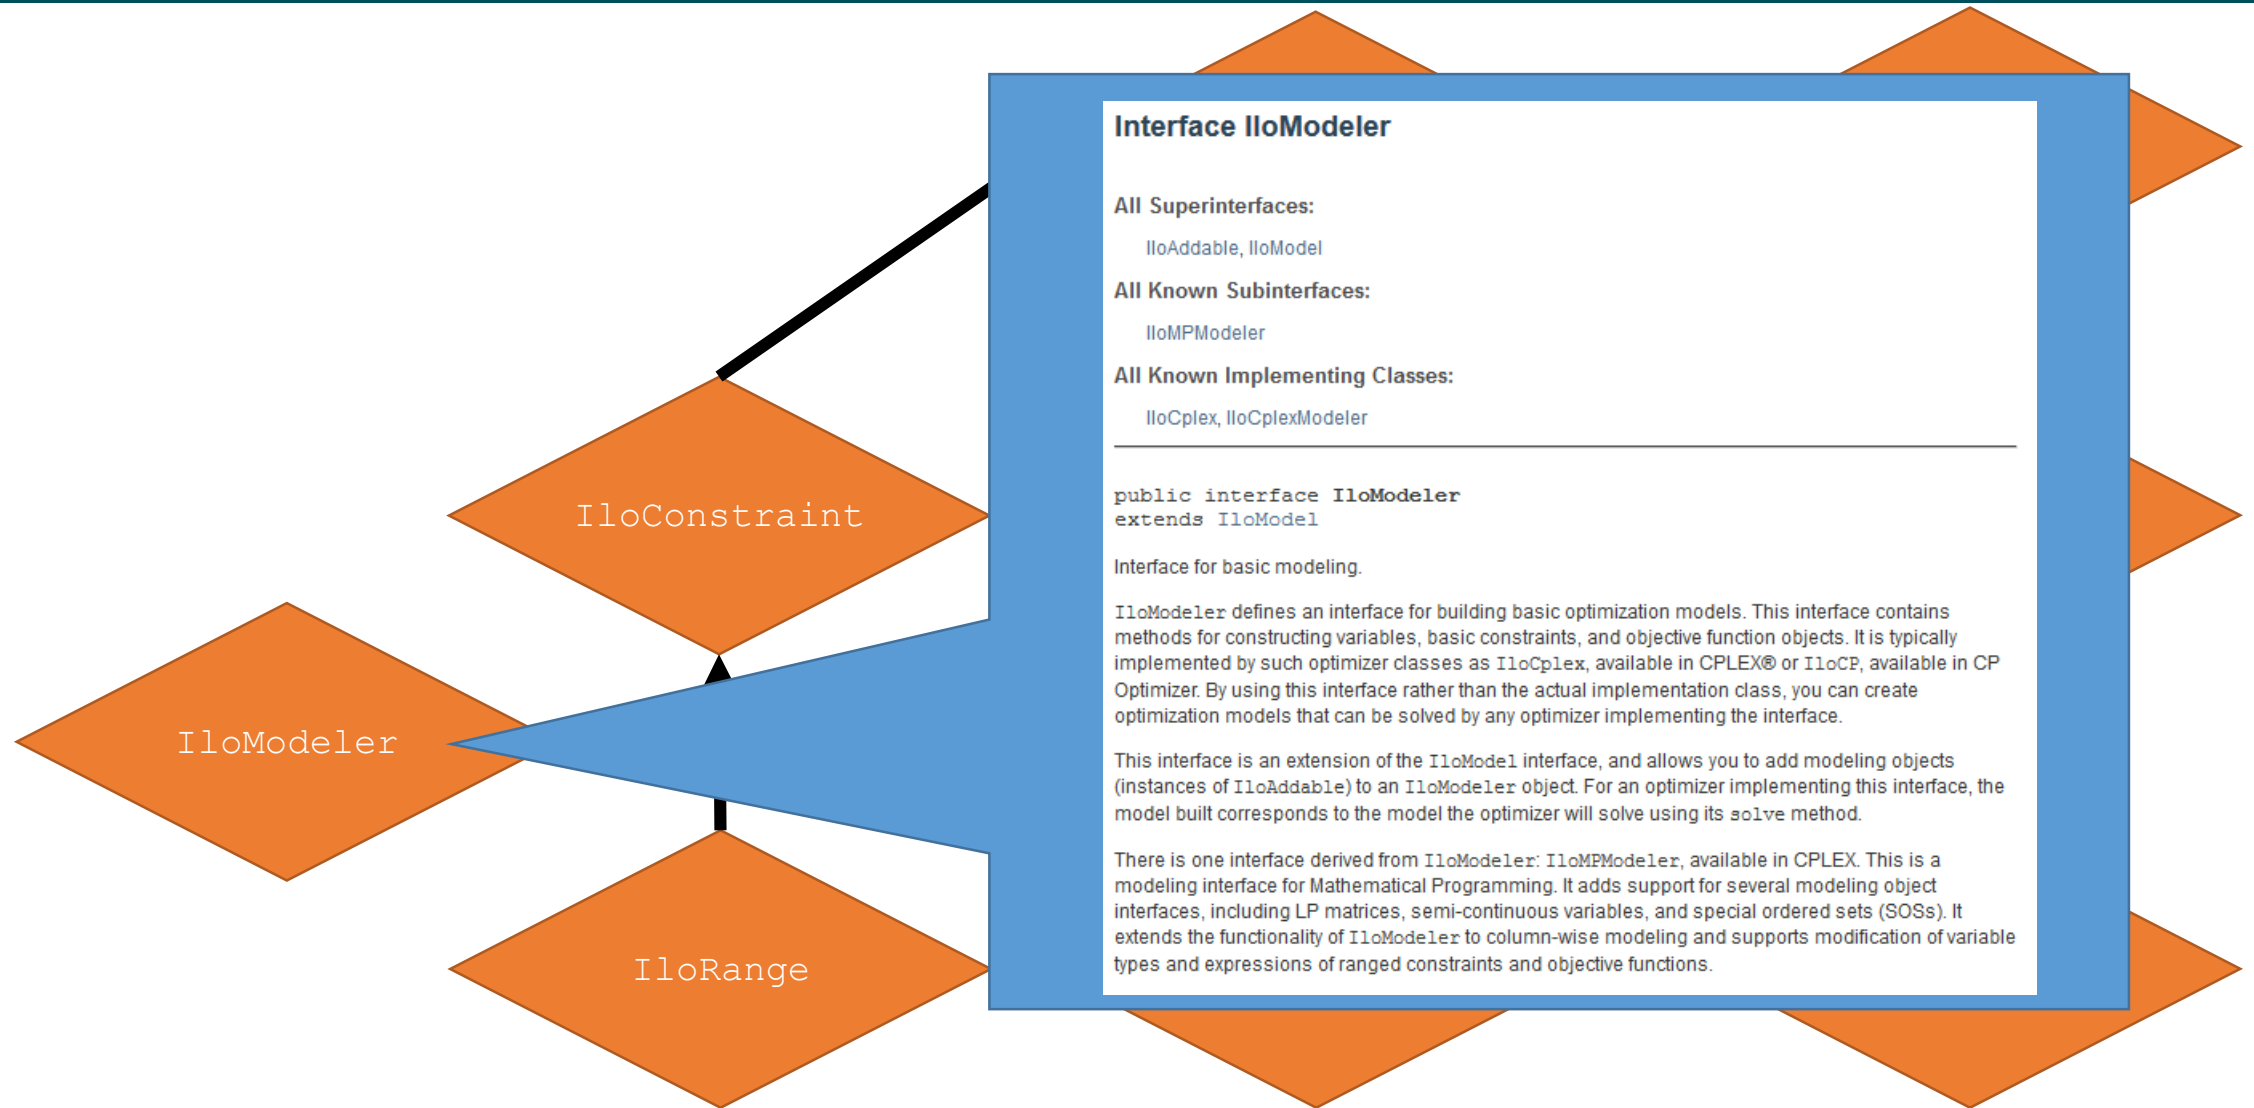 Interface IloModeler
All Superinterfaces:
IloAddable, IloModel
All Known Subinterfaces:
IloMPModeler
All Known Implementing Classes:
IloCplex, IloCplexModeler
public interface IloModeler
extends IloModel
Interface for basic modeling.
IloModeler defines an interface for building basic optimization models. This interface contains
methods for constructing variables, basic constraints, and objective function objects. It is typically
implemented by such optimizer classes as IloCplex, available in CPLEX® or IloCP, available in CP
Optimizer. By using this interface rather than the actual implementation class, you can create
optimization models that can be solved by any optimizer implementing the interface.
This interface is an extension of the IloModel interface, and allows you to add modeling objects
(instances of IloAddable) to an IloModeler object. For an optimizer implementing this interface, the
model built corresponds to the model the optimizer will solve using its solve method.
There is one interface derived from IloModeler: IloMPModeler, available in CPLEX. This is a
modeling interface for Mathematical Programming. It adds support for several modeling object
interfaces, including LP matrices, semi-continuous variables, and special ordered sets (SOSs). It
extends the functionality of IloModeler to column-wise modeling and supports modification of variable
types and expressions of ranged constraints and objective functions.
IloConstraint
IloModeler
IloRange